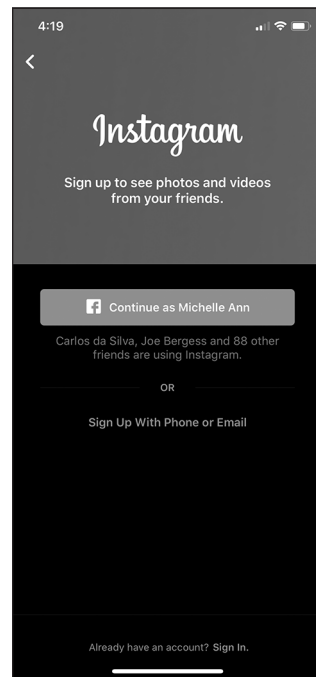 4:19
Instagram
Sign up to see photos and videos
from your friends.
Continue as Michelle Ann
Carlos da Silva, Joe Bergess and 88 other
friends are using Instagram.
OR
Sign Up With Phone or Email
Already have an account? Sign In.